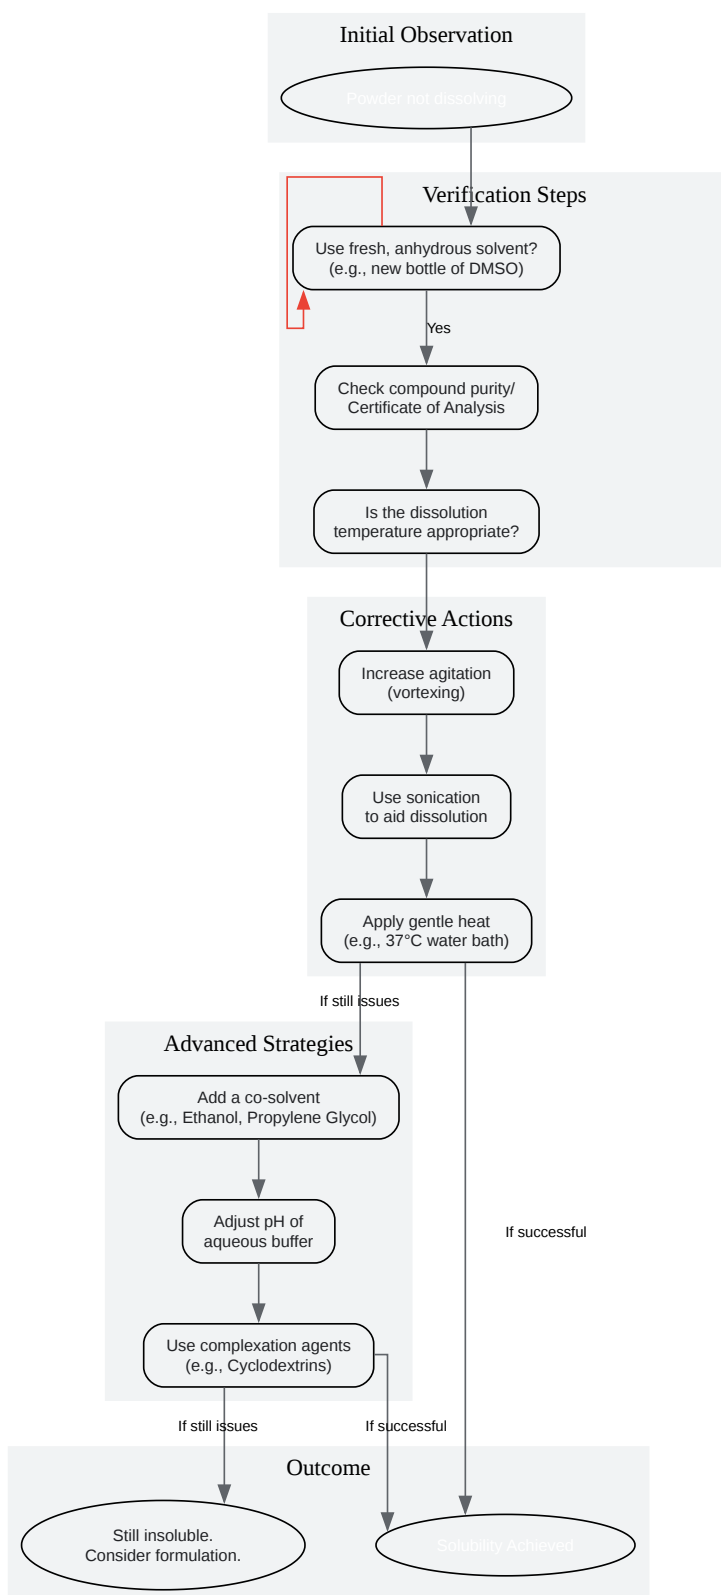 Initial Observation
Powder not dissolving
Verification Steps
Use fresh, anhydrous solvent?
(e.g., new bottle of DMSO)
Yes
Check compound purity/
Certificate of Analysis
Is the dissolution
temperature appropriate?
Corrective Actions
Increase agitation
(vortexing)
Use sonication
to aid dissolution
Apply gentle heat
(e.g., 37°C water bath)
If still issues
Advanced Strategies
Add a co-solvent
(e.g., Ethanol, Propylene Glycol)
Adjust pH of
aqueous buffer
If successful
Use complexation agents
(e.g., Cyclodextrins)
If still issues
If successful
Outcome
Still insoluble.
Consider formulation.
Solubility Achieved